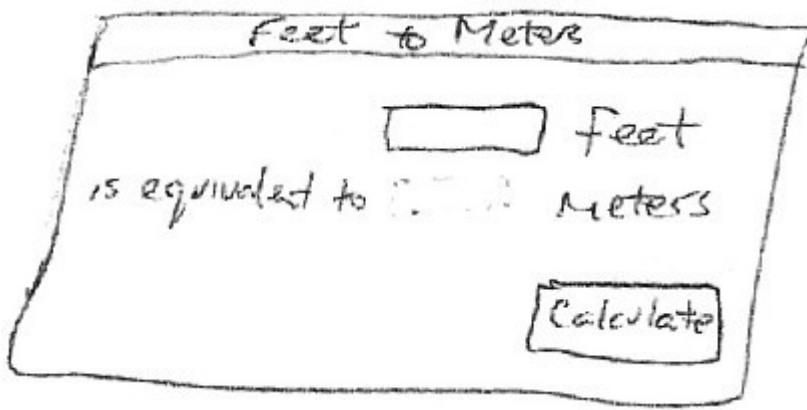 Feet to Meters
feet
is equivalent to Meters
Calculate